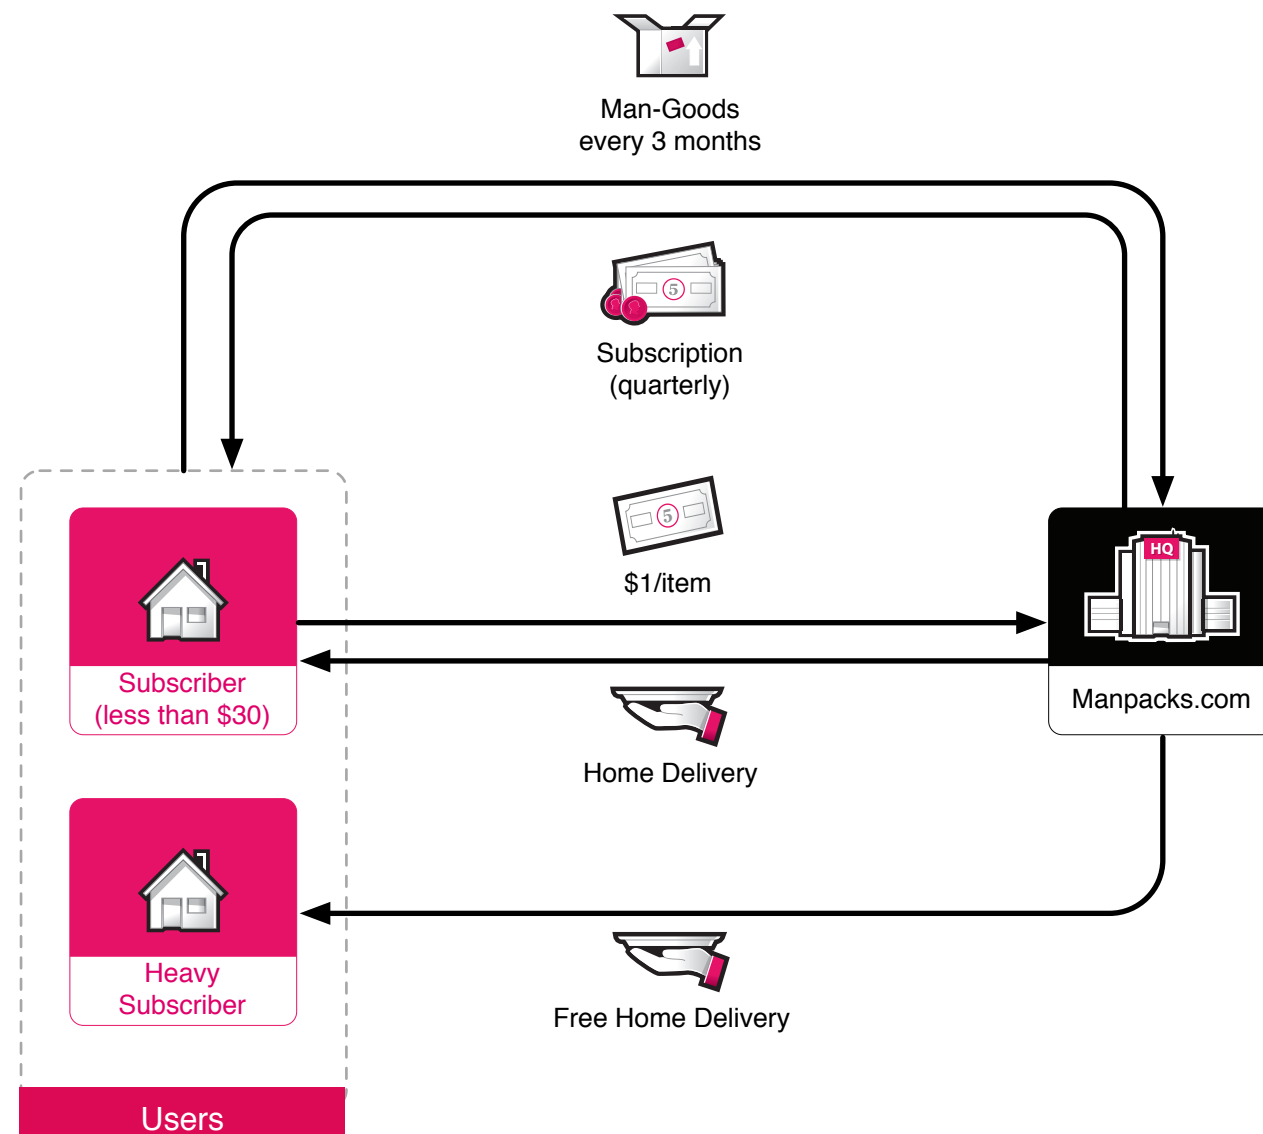 Man-Goods
every 3 months
5
Subscription
(quarterly)
5
$1/item
HQ
Subscriber
(less than $30)
Manpacks.com
Home Delivery
Heavy
Subscriber
Free Home Delivery
Users